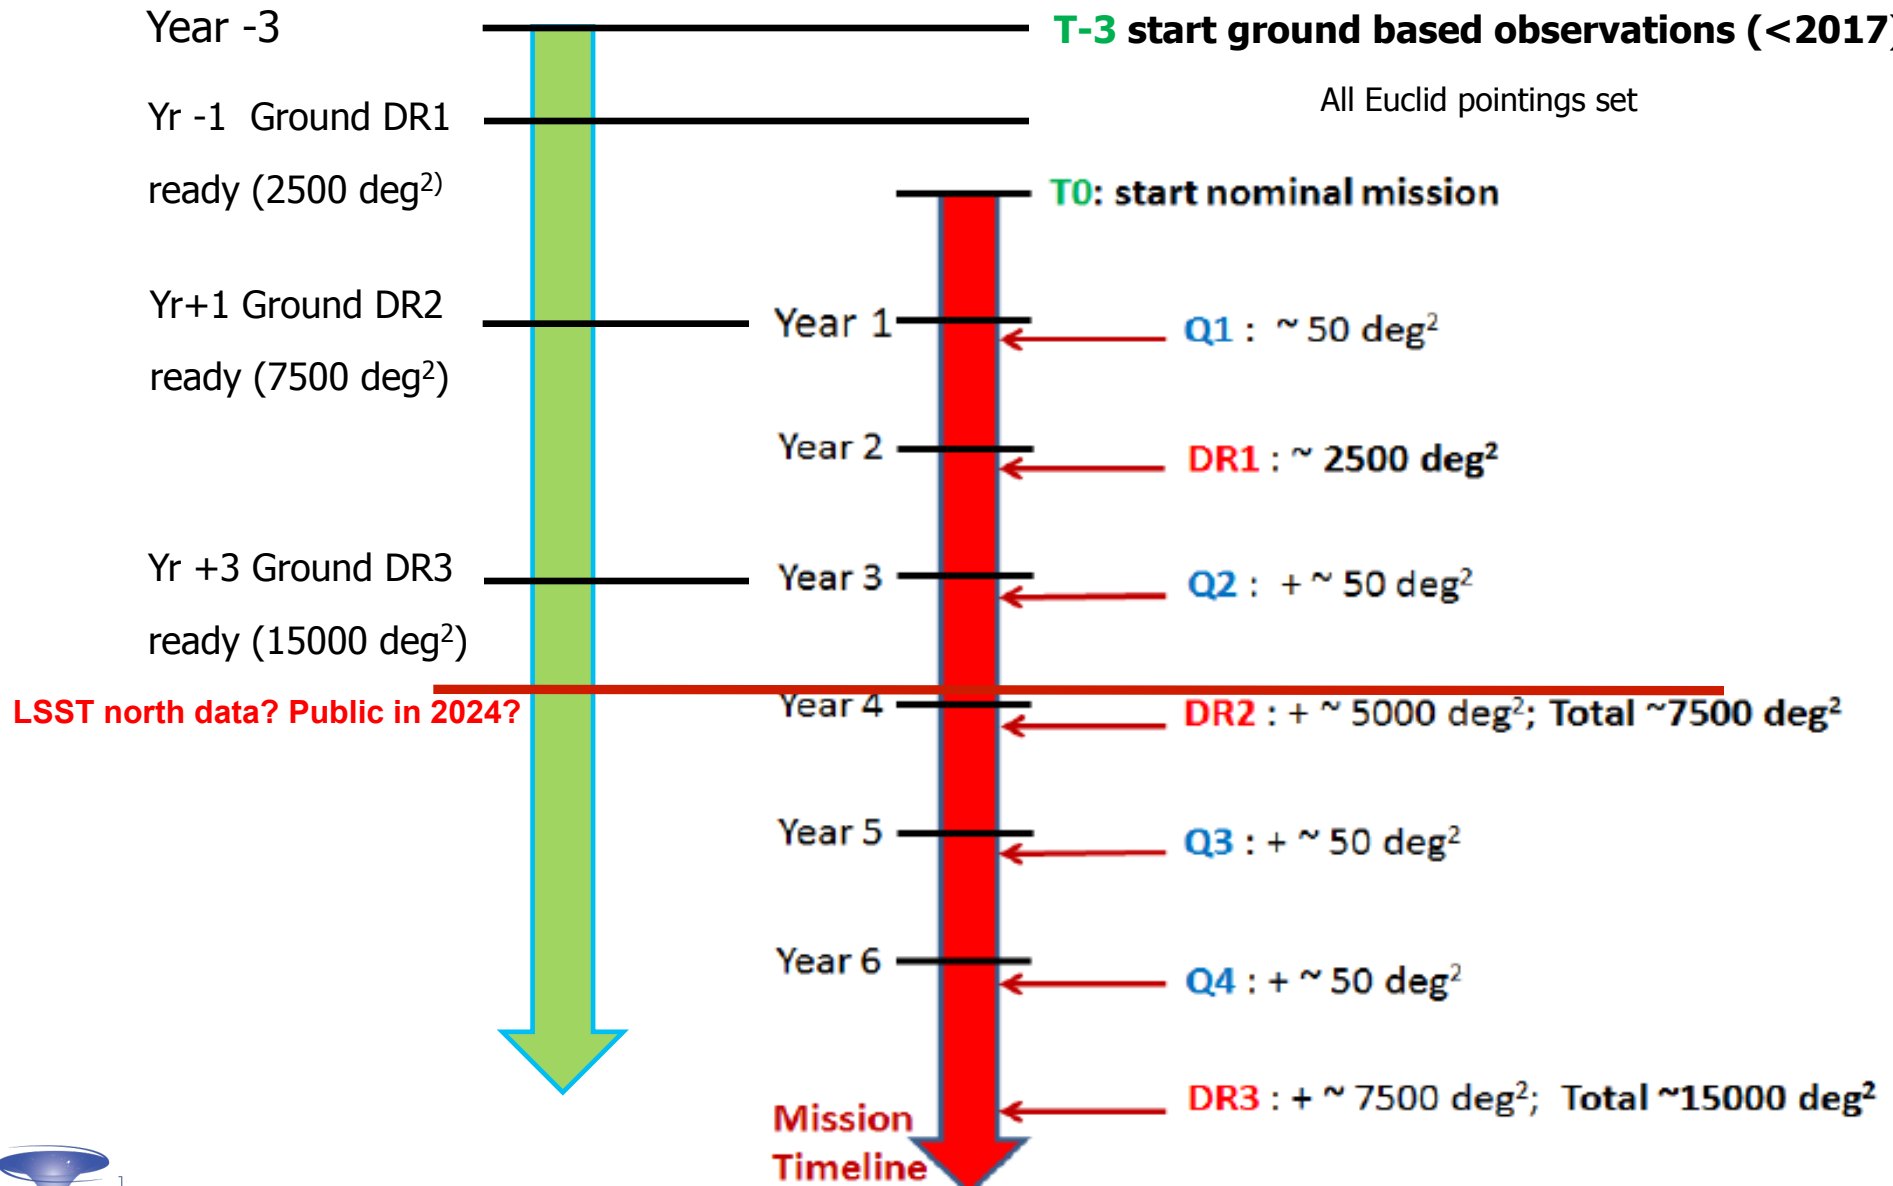 Year -3
T-3 start ground based observations (<2017)
Yr -1  Ground DR1
All Euclid pointings set
ready (2500 deg²⁾
T0: start nominal mission
Yr+1 Ground DR2
Year 1
Q1 :  ~ 50 deg²
ready (7500 deg²)
Year 2
DR1 : ~ 2500 deg²
Yr +3 Ground DR3
Year 3
Q2 :  + ~ 50 deg²
ready (15000 deg²)
LSST north data? Public in 2024?
Year 4
DR2 : + ~ 5000 deg²; Total ~7500 deg²
Year 5
Q3 : + ~ 50 deg²
Year 6
Q4 : + ~ 50 deg²
DR3 : + ~ 7500 deg²;  Total ~15000 deg²
Mission
Timeline